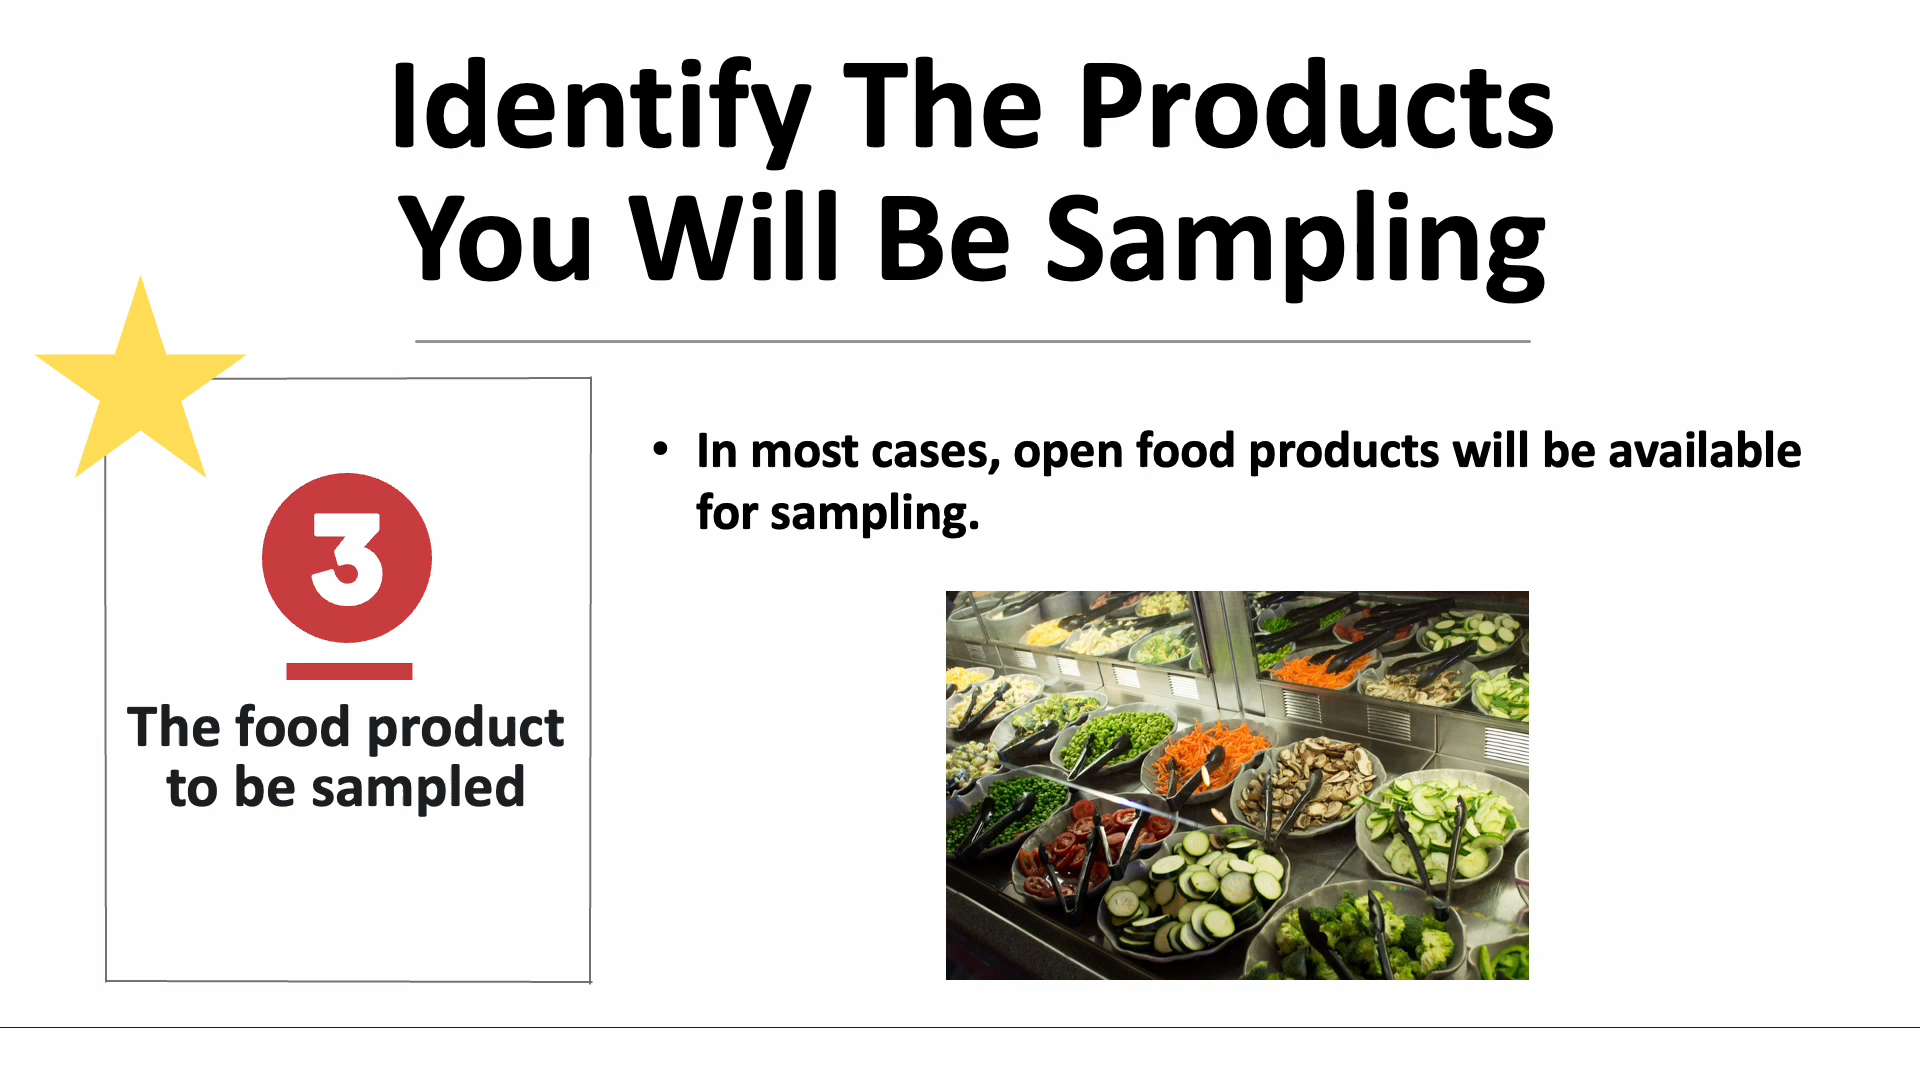 Identify The Products
You Will Be Sampling
3
The food product
to be sampled
• In most cases, open food products will be available
for sampling.